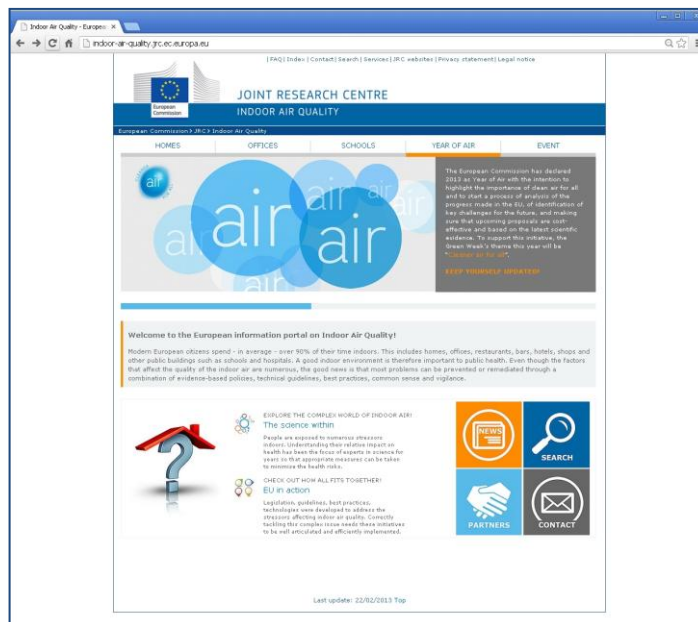 Indoor Air Quality - Europea
indoor-air-quality.jrc.ec.europa.eu
| FAQ | Index | Contact | Search | Services | JRC websites | Privacy statement | Legal notice
European
Commission
JOINT RESEARCH CENTRE
INDOOR AIR QUALITY
European Commission > JRC > Indoor Air Quality
HOMES OFFICES SCHOOLS YEAR OF AIR EVENT
air
air
air
air
air
air
air
air
The European Commission has declared
2013 as Year of Air with the intention to
highlight the importance of clean air for all
and to start a process of analysis of the
progress made in the EU, of identification of
key challenges for the future, and making
sure that upcoming proposals are cost-
effective and based on the latest scientific
evidence. To support this initiative, the
Green Week's theme this year will be
"Cleaner air for all".
KEEP YOURSELF UPDATED!
Welcome to the European information portal on Indoor Air Quality!
Modern European citizens spend - in average - over 90% of their time indoors. This includes homes, offices, restaurants, bars, hotels, shops and
other public buildings such as schools and hospitals. A good indoor environment is therefore important to public health. Even though the factors
that affect the quality of the indoor air are numerous, the good news is that most problems can be prevented or remediated through a
combination of evidence-based policies, technical guidelines, best practices, common sense and vigilance.
EXPLORE THE COMPLEX WORLD OF INDOOR AIR!
The science within
People are exposed to numerous stressors
indoors. Understanding their relative impact on
health has been the focus of experts in science for
years so that appropriate measures can be taken
to minimise the health risks.
CHECK OUT HOW ALL FITS TOGETHER!
EU in action
Legislation, guidelines, best practices,
technologies were developed to address the
stressors affecting indoor air quality. Correctly
tackling this complex issue needs these initiatives
to be well articulated and efficiently implemented.
NEWS
SEARCH
PARTNERS
CONTACT
Last update: 22/02/2013 Top